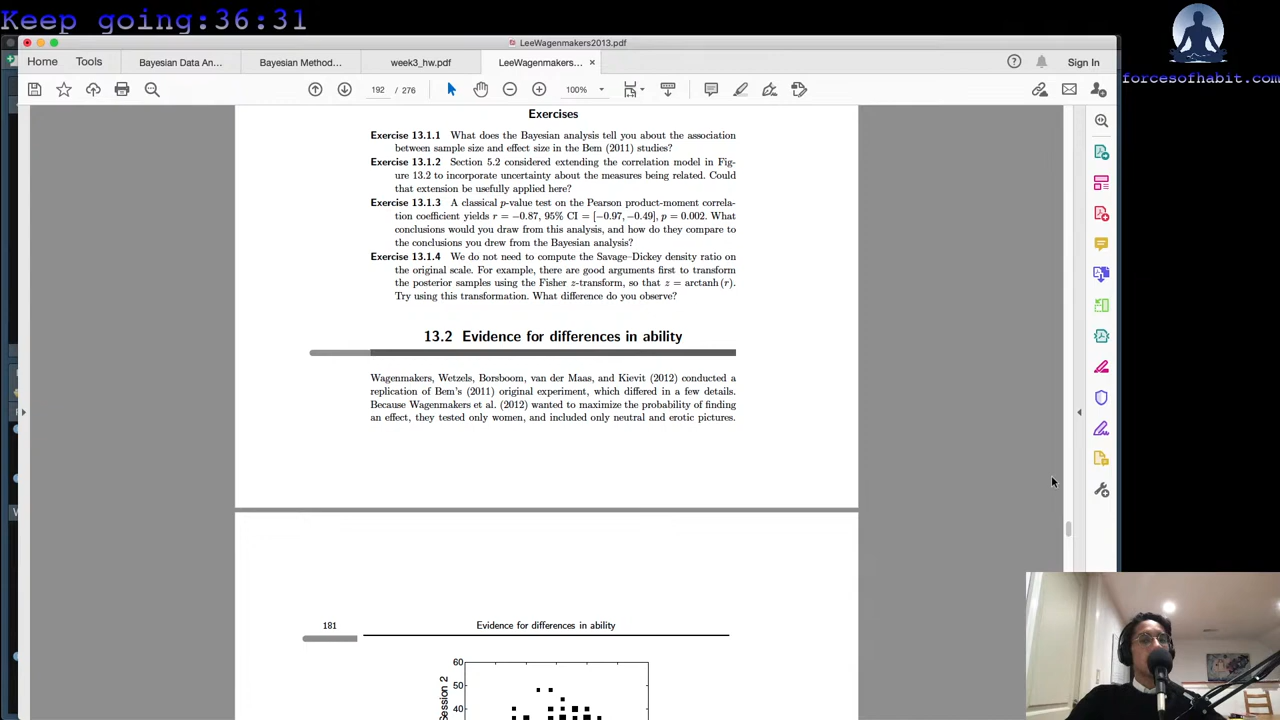 Keep going:36:31
forcesofhabit.com
LeeWagenmakers2013.pdf
Home Tools Bayesian Data An... Bayesian Method... week3_hw.pdf LeeWagenmakers... × Sign In
192 / 276 100%
Exercises
Exercise 13.1.1 What does the Bayesian analysis tell you about the association
between sample size and effect size in the Bem (2011) studies?
Exercise 13.1.2 Section 5.2 considered extending the correlation model in Fig-
ure 13.2 to incorporate uncertainty about the measures being related. Could
that extension be usefully applied here?
Exercise 13.1.3 A classical p-value test on the Pearson product-moment correla-
tion coefficient yields r = −0.87, 95% CI = [−0.97, −0.49], p = 0.002. What
conclusions would you draw from this analysis, and how do they compare to
the conclusions you drew from the Bayesian analysis?
Exercise 13.1.4 We do not need to compute the Savage–Dickey density ratio on
the original scale. For example, there are good arguments first to transform
the posterior samples using the Fisher z-transform, so that z = arctanh (r).
Try using this transformation. What difference do you observe?
13.2 Evidence for differences in ability
Wagenmakers, Wetzels, Borsboom, van der Maas, and Kievit (2012) conducted a
replication of Bem's (2011) original experiment, which differed in a few details.
Because Wagenmakers et al. (2012) wanted to maximize the probability of finding
an effect, they tested only women, and included only neutral and erotic pictures.
181 Evidence for differences in ability
60
50
40
Session 2